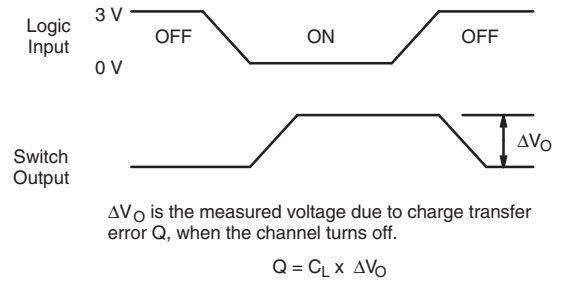 Logic
Input
3 V
0 V
OFF
ON
OFF
Switch
Output
ΔVO
ΔVO is the measured voltage due to charge transfer
error Q, when the channel turns off.
Q = CL x ΔVO